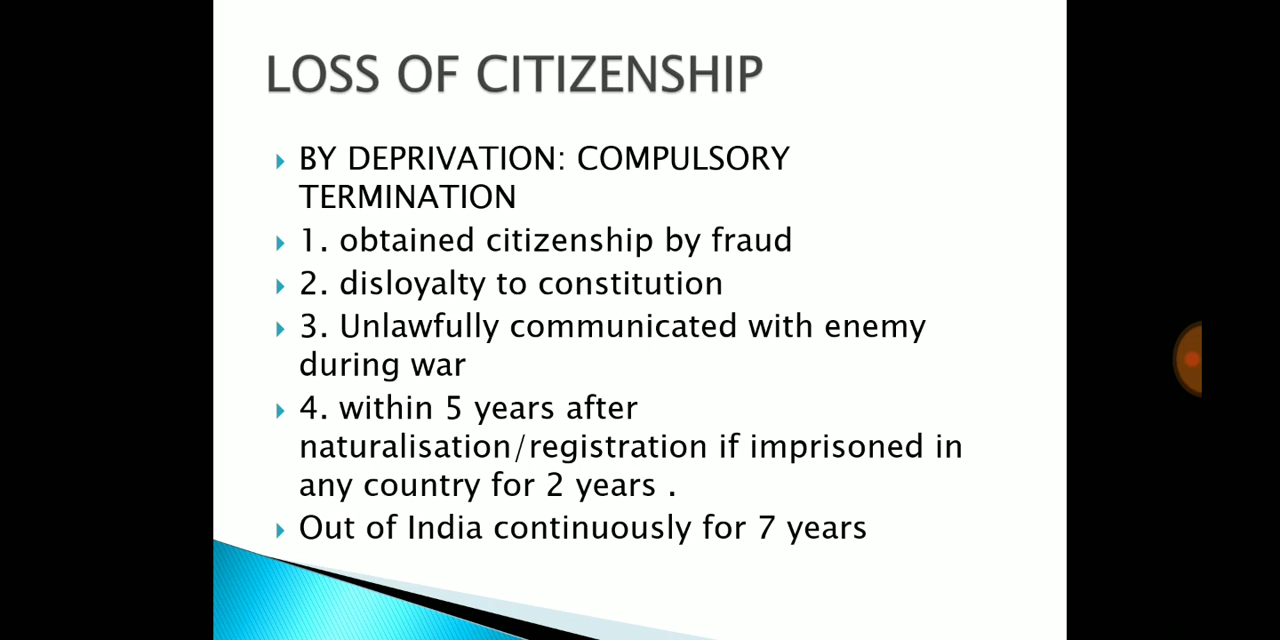 LOSS OF CITIZENSHIP
BY DEPRIVATION: COMPULSORY
TERMINATION
1. obtained citizenship by fraud
2. disloyalty to constitution
3. Unlawfully communicated with enemy
during war
4. within 5 years after
naturalisation/registration if imprisoned in
any country for 2 years .
Out of India continuously for 7 years